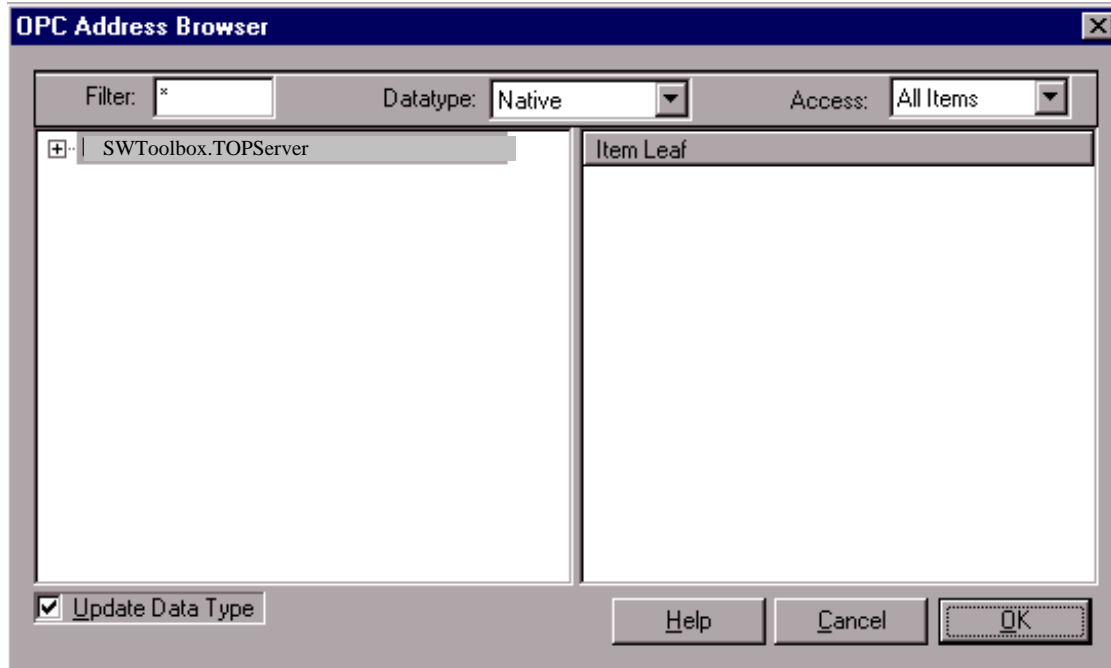 OPC Address Browser
Filter: * Datatype: Native Access: All Items
SWToolbox.TOPServer
Item Leaf
Update Data Type
Help Cancel OK